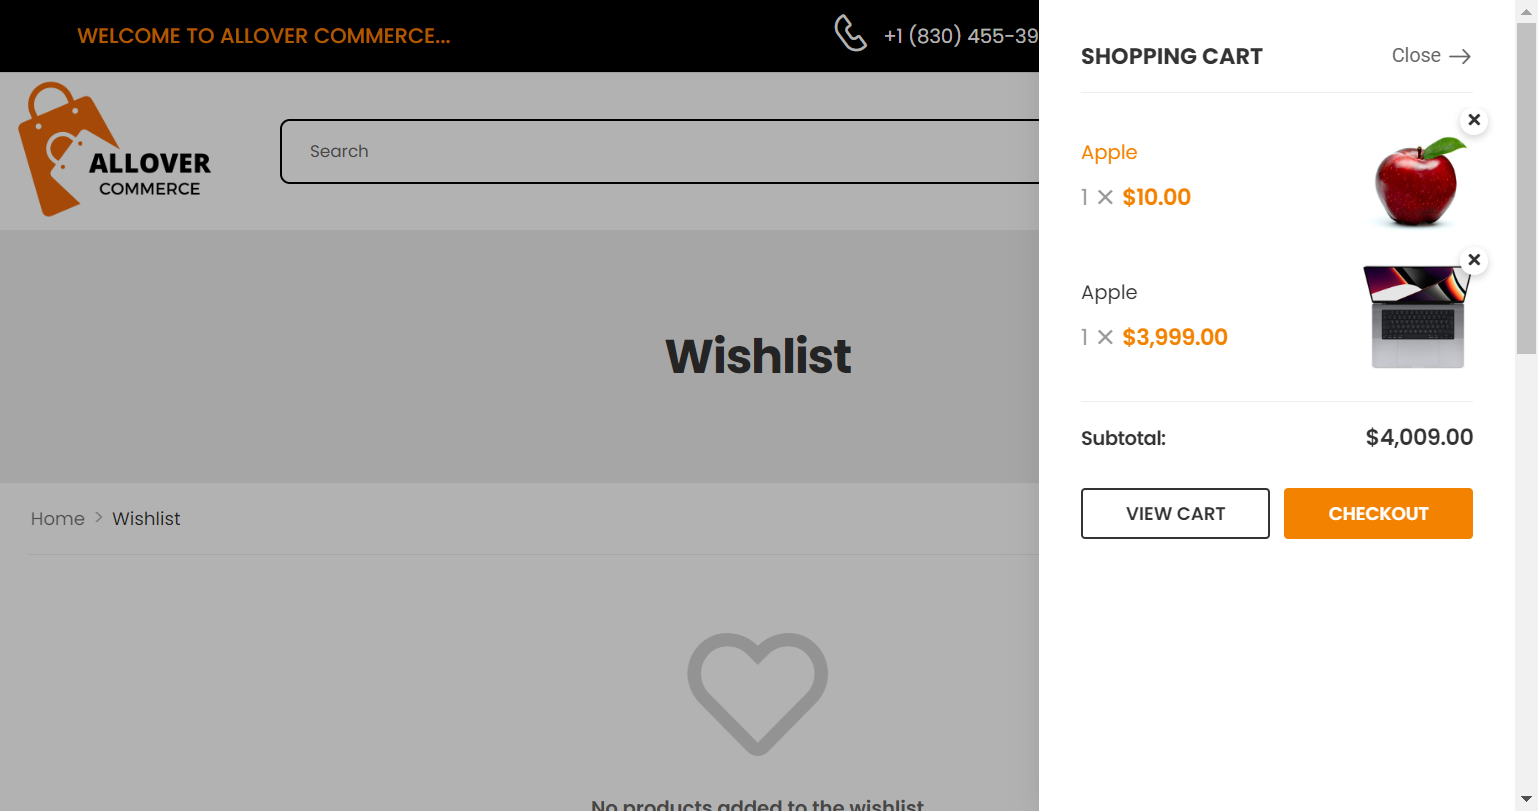 WELCOME TO ALLOVER COMMERCE...
+1 (830) 455-39
ALLOVER
COMMERCE
Search
Wishlist
Home > Wishlist
No products added to the wishlist
SHOPPING CART
Close
Apple
1 × $10.00
Apple
1 × $3,999.00
Subtotal:
$4,009.00
VIEW CART
CHECKOUT